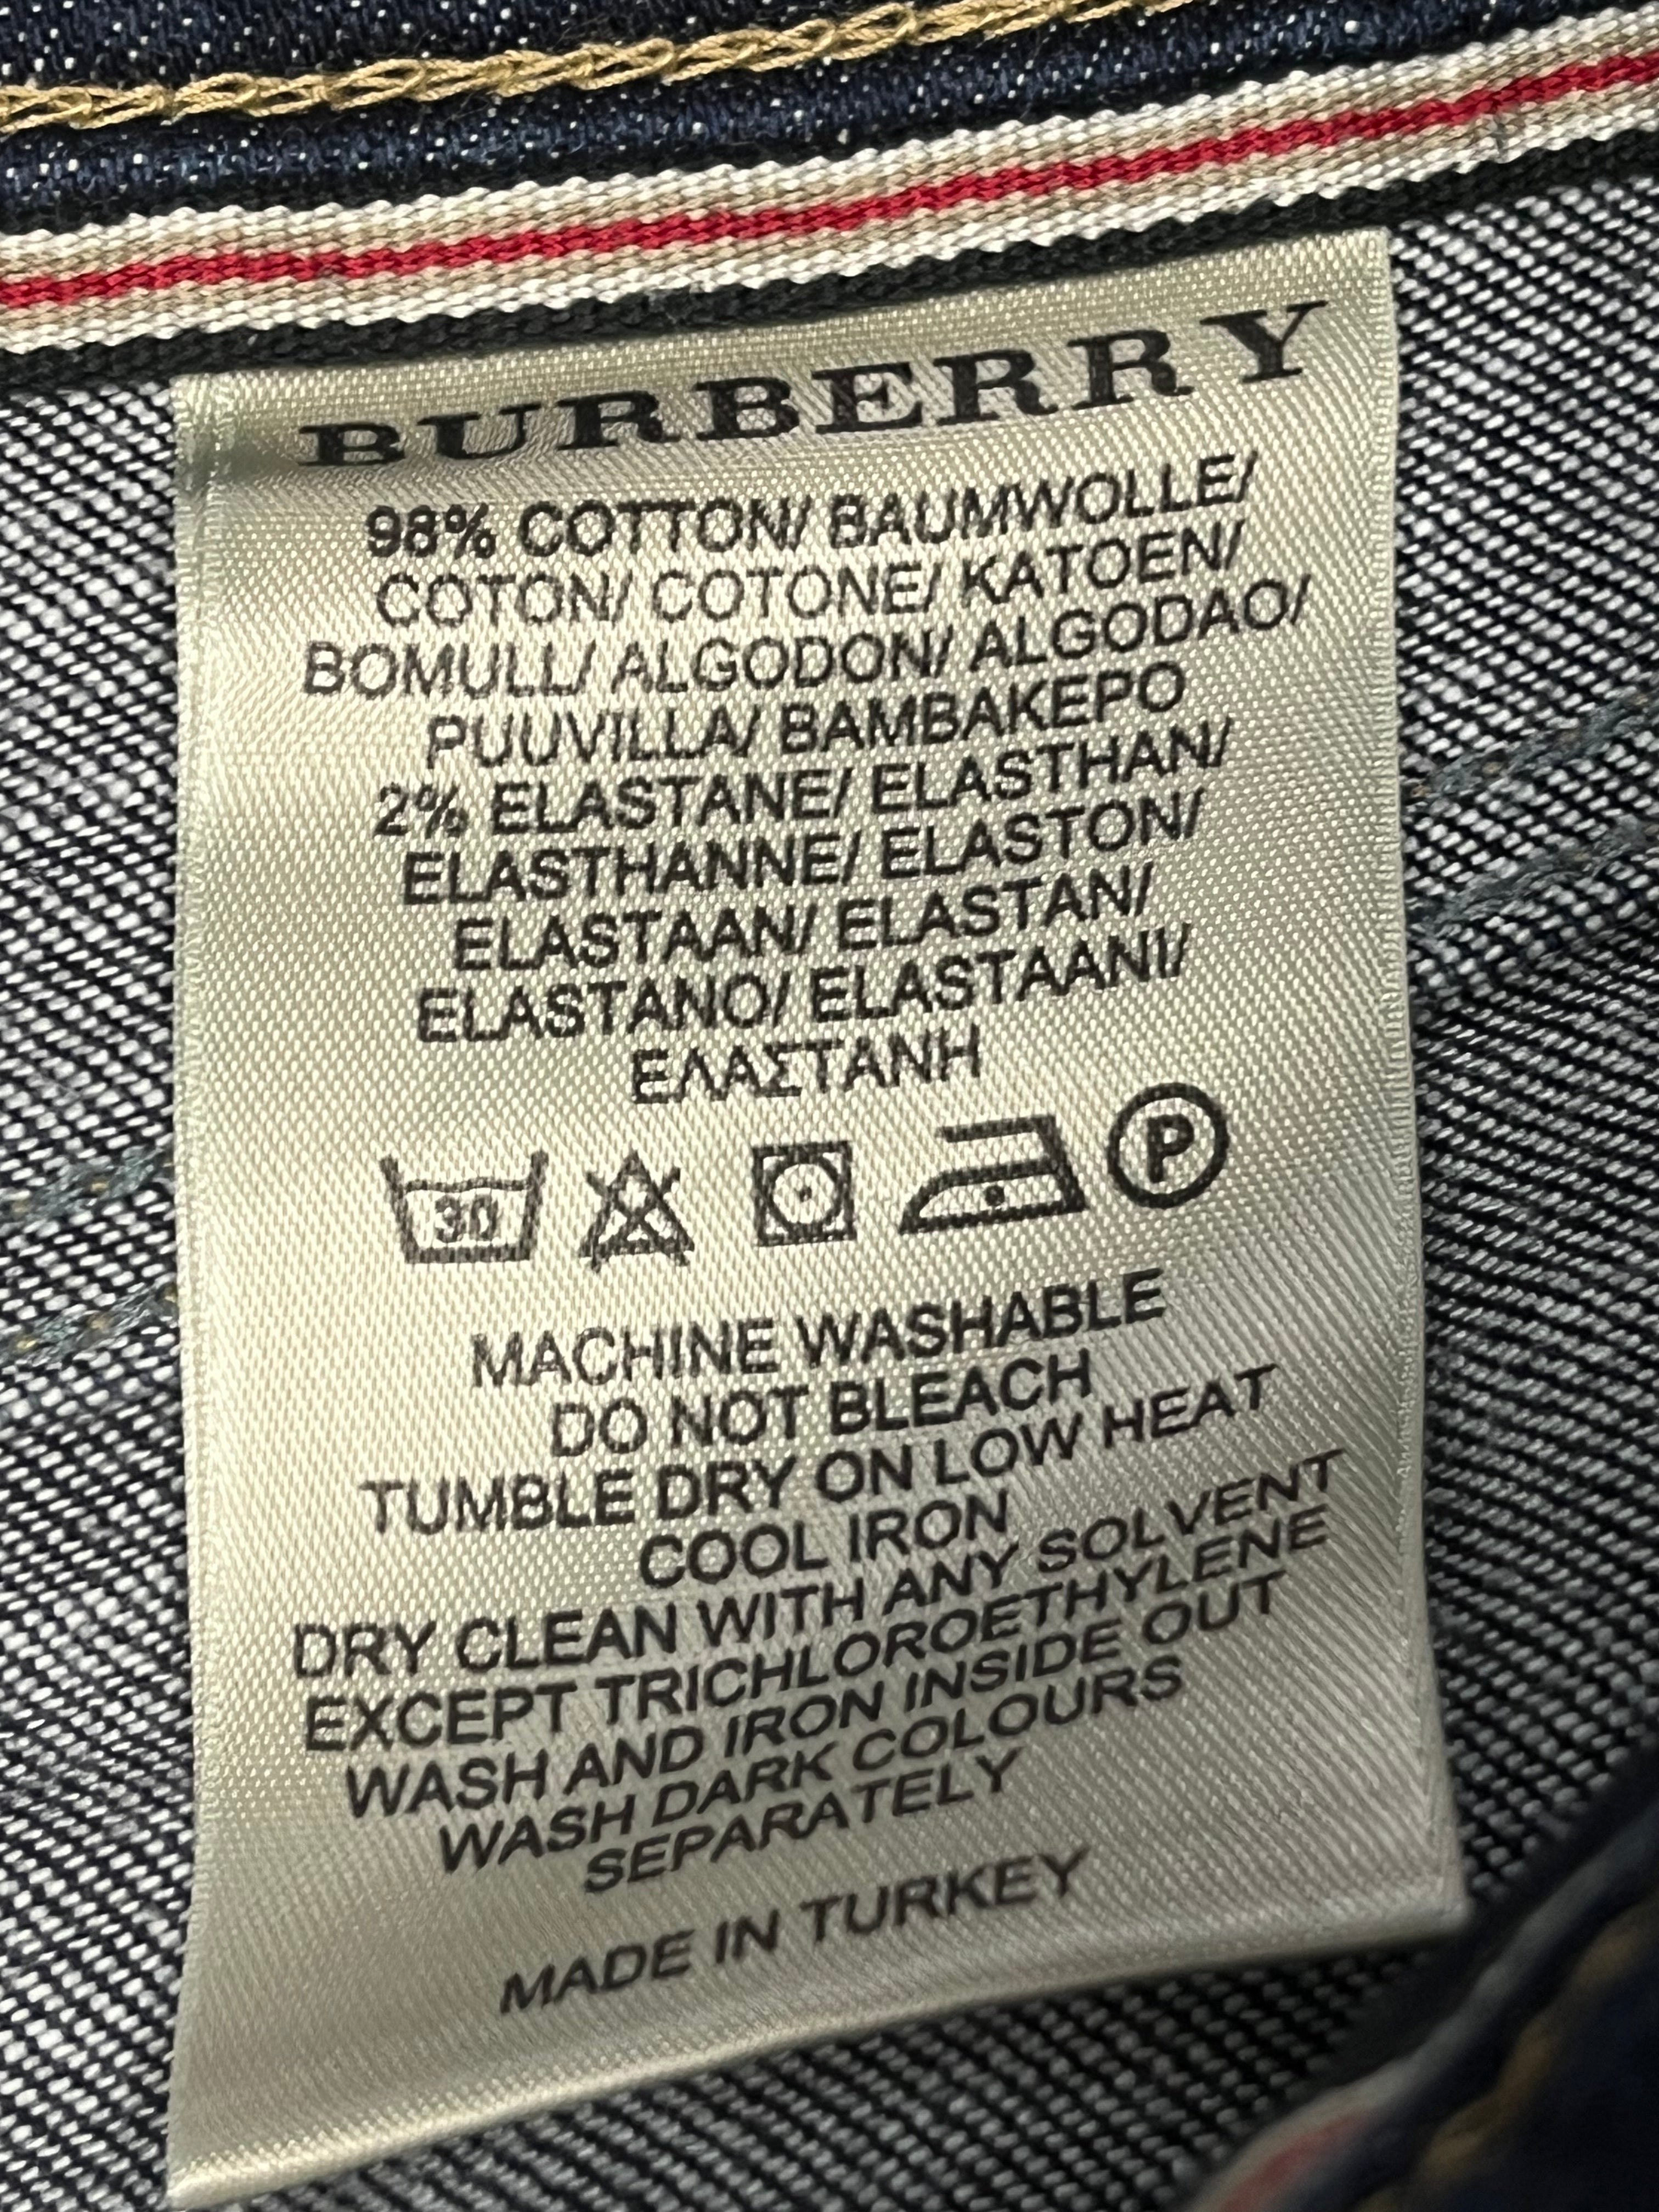 BURBERRY
98% COTTON/ BAUMWOLLE/
COTON/ COTONE/ KATOEN/
BOMULL/ ALGODON/ ALGODAO/
PUUVILLA/ BAMBAKEPO
2% ELASTANE/ ELASTHAN/
ELASTHANNE/ ELASTON/
ELASTAAN/ ELASTAN/
ELASTANO/ ELASTAANI/
ΕΛΑΣΤΑΝΗ
30 P
MACHINE WASHABLE
DO NOT BLEACH
TUMBLE DRY ON LOW HEAT
COOL IRON
DRY CLEAN WITH ANY SOLVENT
EXCEPT TRICHLOROETHYLENE
WASH AND IRON INSIDE OUT
WASH DARK COLOURS
SEPARATELY
MADE IN TURKEY